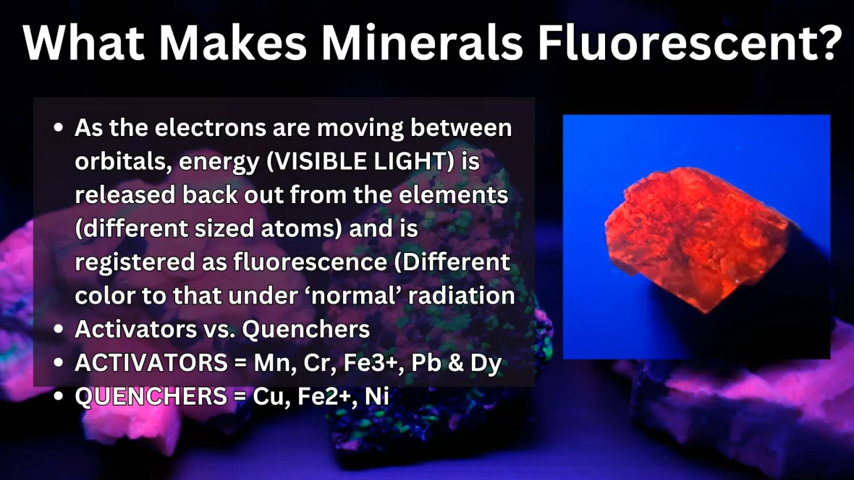 What Makes Minerals Fluorescent?
• As the electrons are moving between
orbitals, energy (VISIBLE LIGHT) is
released back out from the elements
(different sized atoms) and is
registered as fluorescence (Different
color to that under ‘normal’ radiation
• Activators vs. Quenchers
• ACTIVATORS = Mn, Cr, Fe3+, Pb & Dy
• QUENCHERS = Cu, Fe2+, Ni